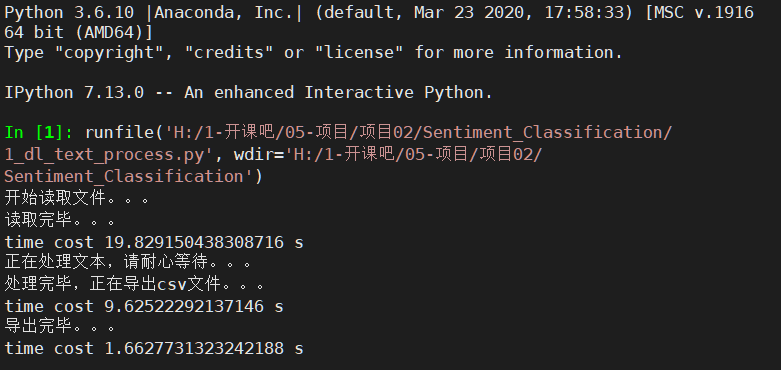 Python 3.6.10 |Anaconda, Inc.| (default, Mar 23 2020, 17:58:33) [MSC v.1916
64 bit (AMD64)]
Type "copyright", "credits" or "license" for more information.
IPython 7.13.0 -- An enhanced Interactive Python.
In [1]: runfile('H:/1-开课吧/05-项目/项目02/Sentiment_Classification/
1_dl_text_process.py', wdir='H:/1-开课吧/05-项目/项目02/
Sentiment_Classification')
开始读取文件。。。
读取完毕。。。
time cost 19.829150438308716 s
正在处理文本，请耐心等待。。。
处理完毕，正在导出csv文件。。。
time cost 9.62522292137146 s
导出完毕。。。
time cost 1.6627731323242188 s